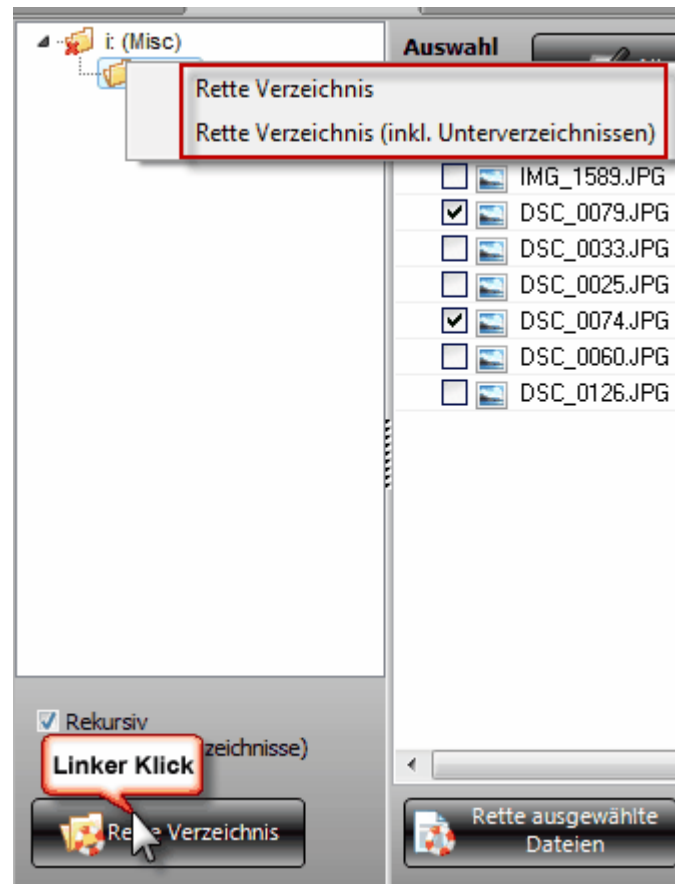 i: (Misc)
Auswahl
Rette Verzeichnis
Rette Verzeichnis (inkl. Unterverzeichnissen)
IMG_1589.JPG
DSC_0079.JPG
DSC_0033.JPG
DSC_0025.JPG
DSC_0074.JPG
DSC_0060.JPG
DSC_0126.JPG
Rekursiv
zeichnisse)
Linker Klick
Verzeichnis
Rette ausgewählte
Dateien